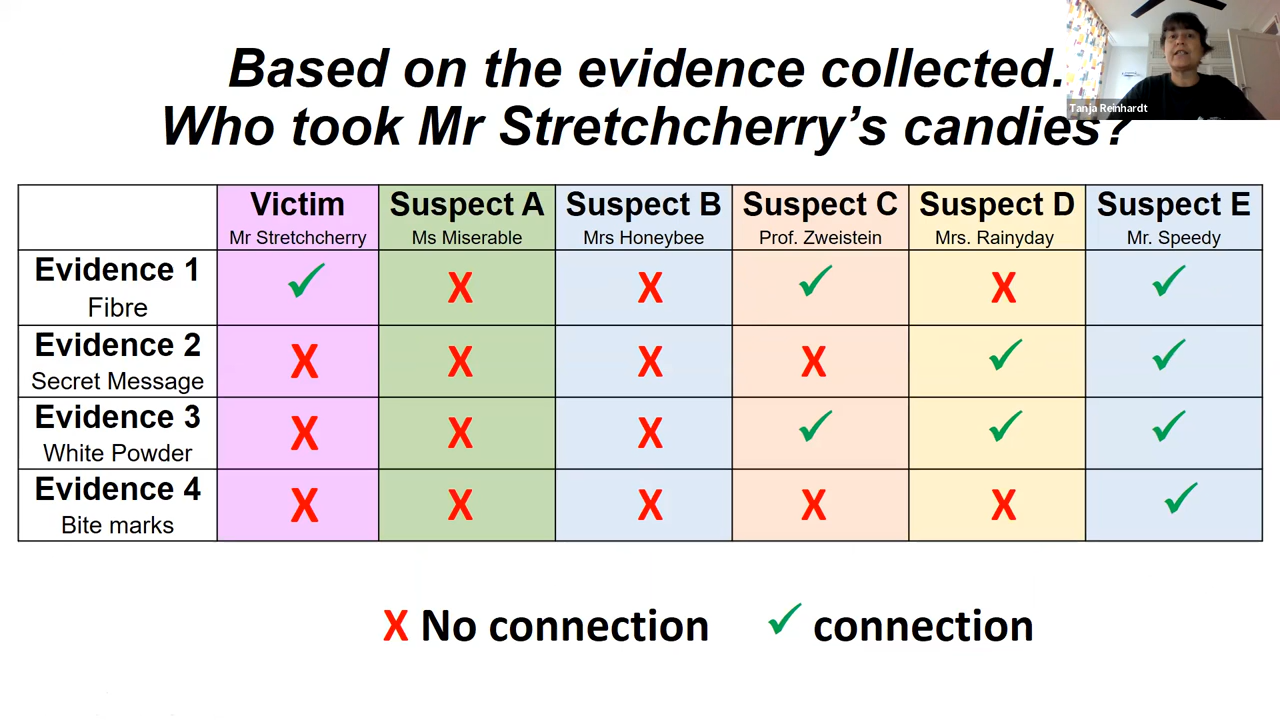 Based on the evidence collected.
Who took Mr Stretchcherry's candies?
Tanja Reinhardt
Victim Suspect A Suspect B Suspect C Suspect D Suspect E
Mr Stretchcherry Ms Miserable Mrs Honeybee Prof. Zweistein Mrs. Rainyday Mr. Speedy
Evidence 1 ✓ X X ✓ X ✓
Fibre
Evidence 2 X X X X ✓ ✓
Secret Message
Evidence 3 X X X ✓ ✓ ✓
White Powder
Evidence 4 X X X X X ✓
Bite marks
X No connection ✓ connection